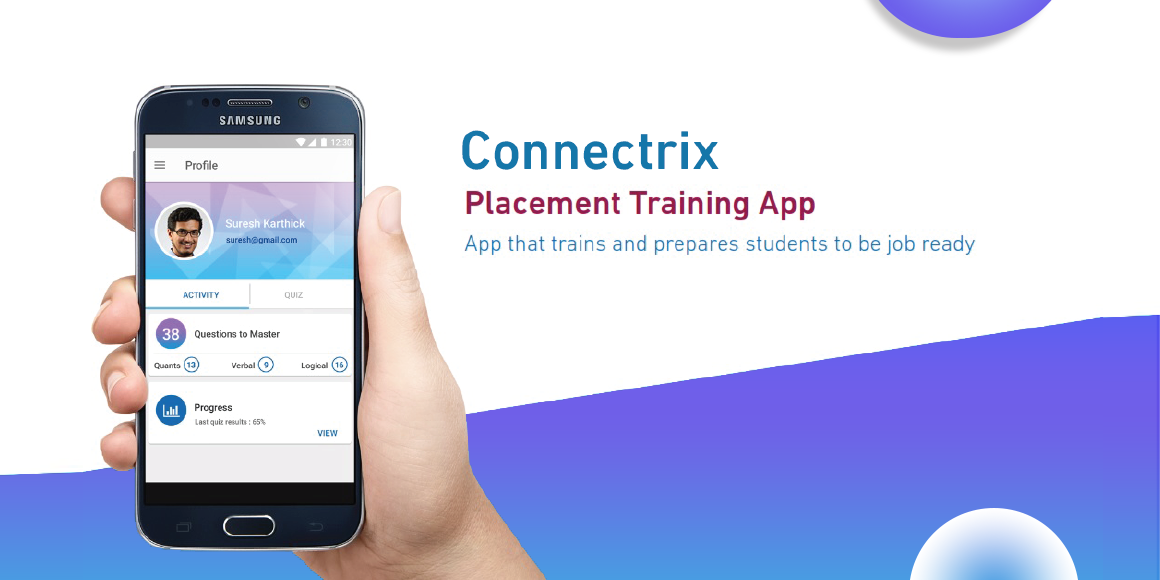 SAMSUNG
12:30
Profile
Suresh Karthick
suresh@gmail.com
ACTIVITY QUIZ
38 Questions to Master
Quants 13 Verbal 9 Logical 16
Progress
Last quiz results : 65%
VIEW
Connectrix
Placement Training App
App that trains and prepares students to be job ready